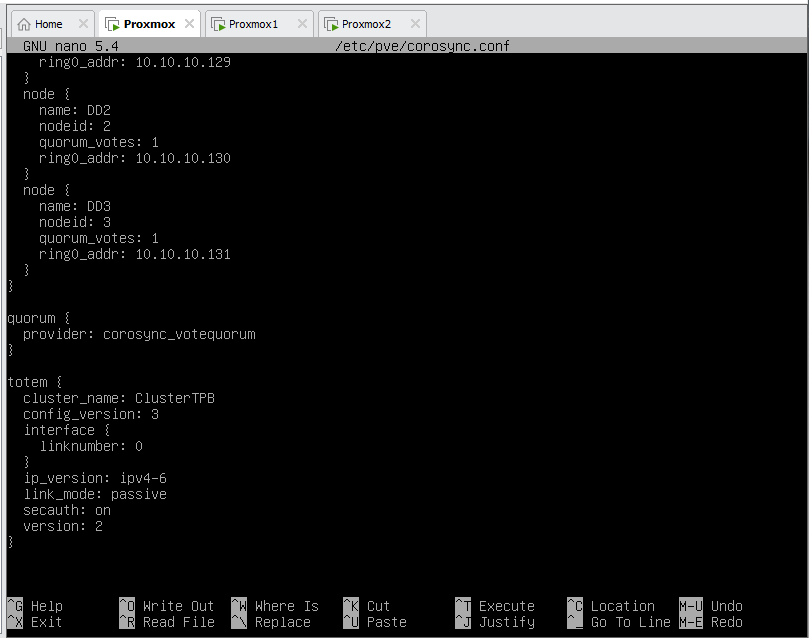 Home
Proxmox
Proxmox1
Proxmox2
GNU nano 5.4 /etc/pve/corosync.conf
ring0_addr: 10.10.10.129
}
node {
name: DD2
nodeid: 2
quorum_votes: 1
ring0_addr: 10.10.10.130
}
node {
name: DD3
nodeid: 3
quorum_votes: 1
ring0_addr: 10.10.10.131
}
}
quorum {
provider: corosync_votequorum
}
totem {
cluster_name: ClusterTPB
config_version: 3
interface {
linknumber: 0
}
ip_version: ipv4-6
link_mode: passive
secauth: on
version: 2
}
^G Help ^O Write Out ^W Where Is ^K Cut ^T Execute ^C Location M-U Undo
^X Exit ^R Read File ^\ Replace ^U Paste ^J Justify ^_ Go To Line M-E Redo